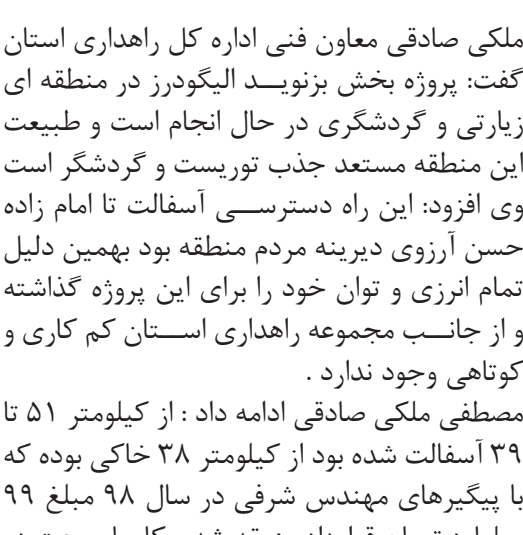 ملکی صادقی معاون فنی اداره کل راهداری استان
گفت: پروژه بخش بزنوید الیگودرز در منطقه ای
زیارتی و گردشگری در حال انجام است و طبیعت
این منطقه مستعد جذب توریست و گردشگر است
وی افزود: این راه دسترسی آسفالت تا امام زاده
حسن آرزوی دیرینه مردم منطقه بود بهمین دلیل
تمام انرزی و توان خود را برای این پروژه گذاشته
و از جانب مجموعه راهداری استان کم کاری و
کوتاهی وجود ندارد .
مصطفی ملکی صادقی ادامه داد : از کیلومتر ۵۱ تا
۳۹ آسفالت شده بود از کیلومتر ۳۸ خاکی بوده که
با پیگیرهای مهندس شرفی در سال ۹۸ مبلغ ۹۹